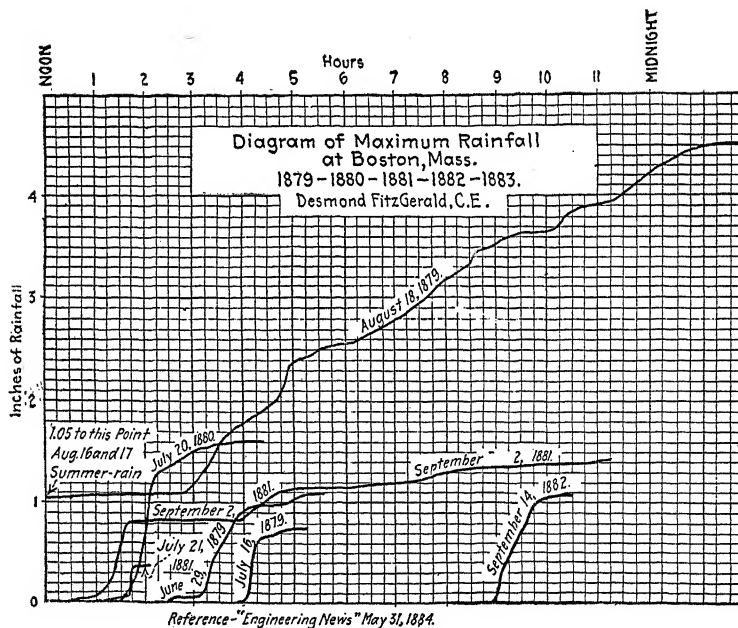 Hours
NOON
MIDNIGHT
1 2 3 4 5 6 7 8 9 10 11
Diagram of Maximum Rainfall
at Boston, Mass.
1879-1880-1881-1882-1883.
Desmond FitzGerald, C.E.
Inches of Rainfall
4
3
2
1
0
August 18, 1879.
1.05 to this Point
Aug. 16 and 17
Summer-rain
July 20, 1880.
September 2, 1881.
September 2, 1881.
July 21,
1881.
June 29, 1879
July 16, 1879.
September 14, 1882.
Reference-"Engineering News" May 31, 1884.